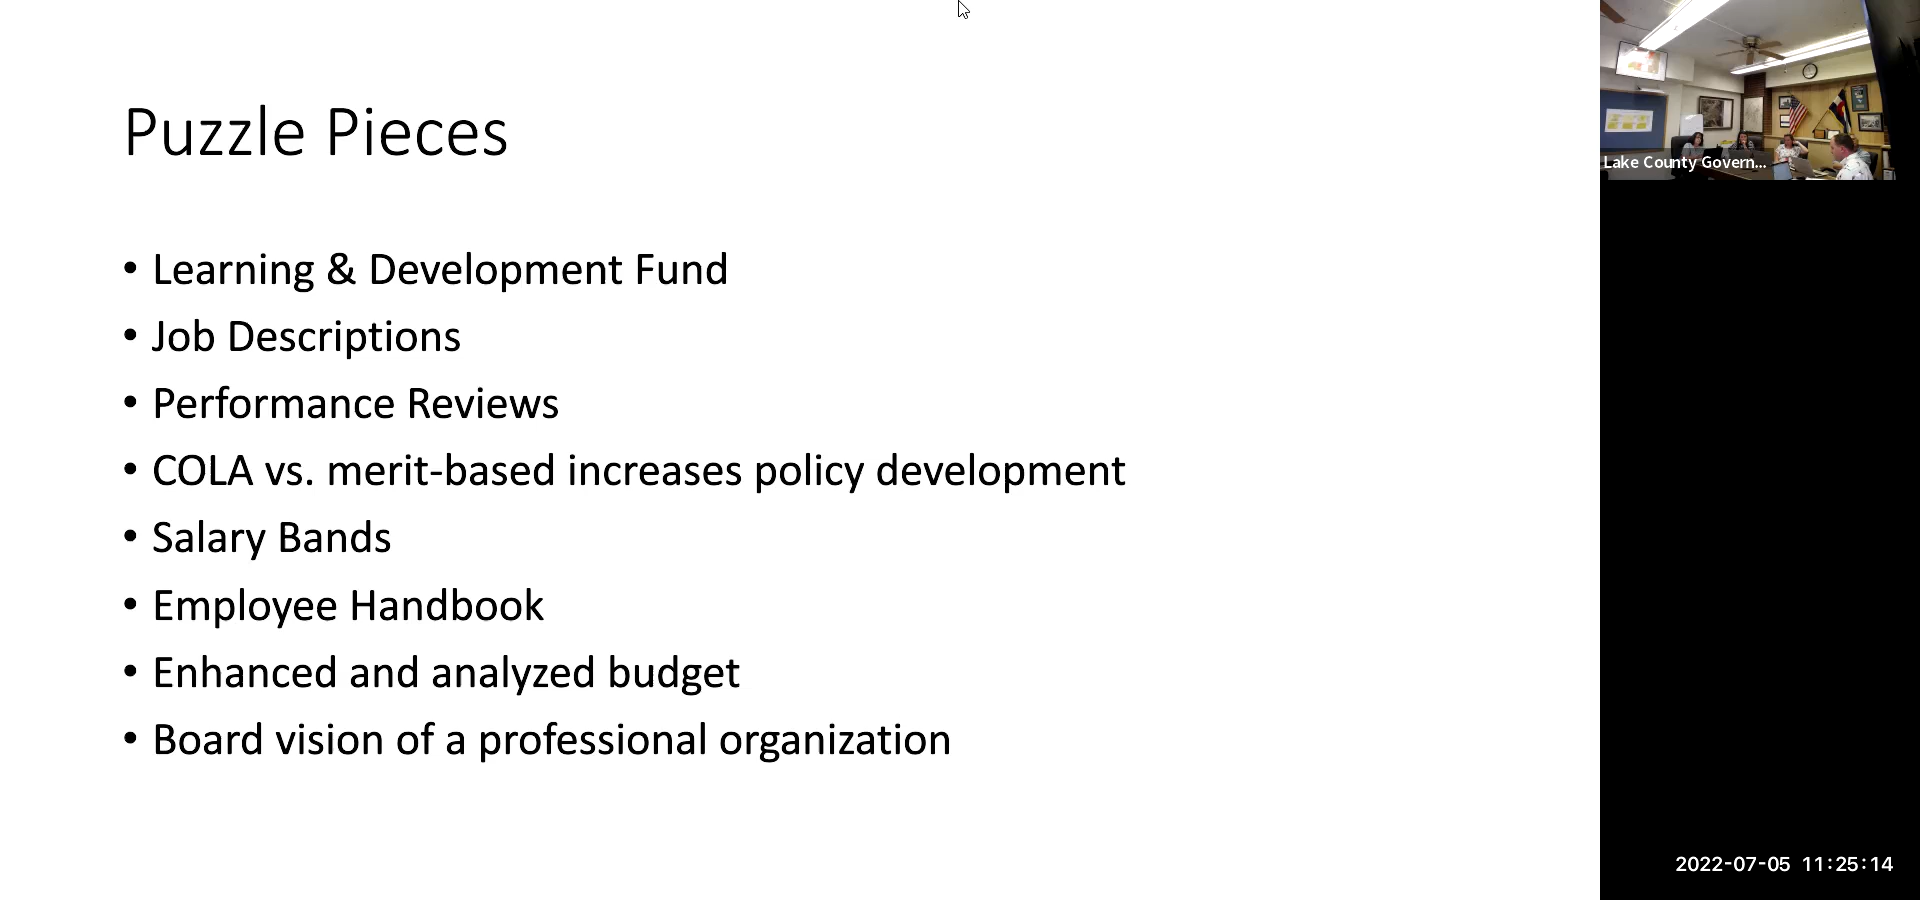 Puzzle Pieces
• Learning & Development Fund
• Job Descriptions
• Performance Reviews
• COLA vs. merit-based increases policy development
• Salary Bands
• Employee Handbook
• Enhanced and analyzed budget
• Board vision of a professional organization
Lake County Govern...
2022-07-05 11:25:14